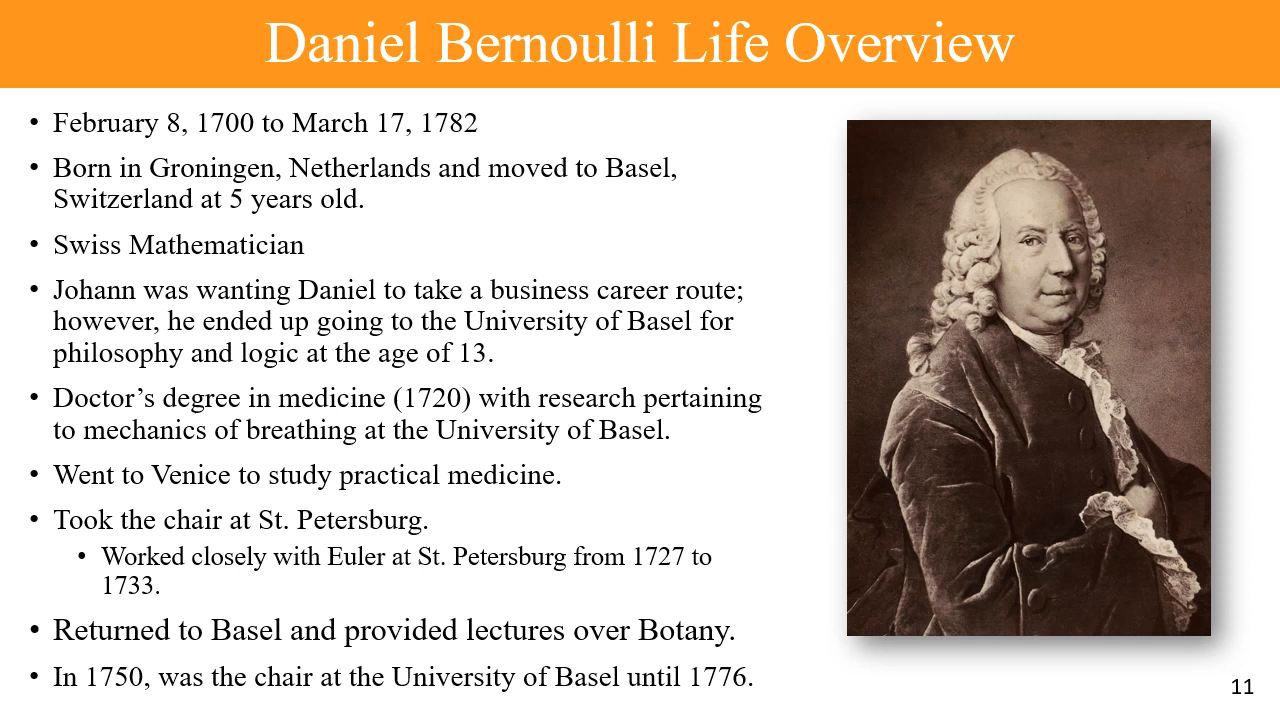 Daniel Bernoulli Life Overview
• February 8, 1700 to March 17, 1782
• Born in Groningen, Netherlands and moved to Basel,
Switzerland at 5 years old.
• Swiss Mathematician
• Johann was wanting Daniel to take a business career route;
however, he ended up going to the University of Basel for
philosophy and logic at the age of 13.
• Doctor’s degree in medicine (1720) with research pertaining
to mechanics of breathing at the University of Basel.
• Went to Venice to study practical medicine.
• Took the chair at St. Petersburg.
• Worked closely with Euler at St. Petersburg from 1727 to
1733.
• Returned to Basel and provided lectures over Botany.
• In 1750, was the chair at the University of Basel until 1776.
11